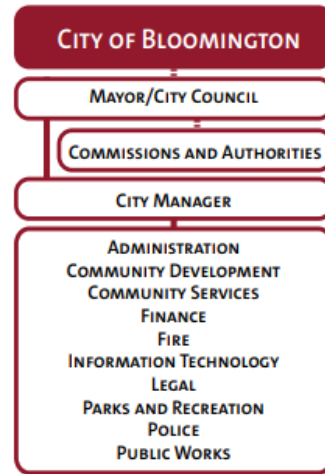 City of Bloomington
Mayor/City Council
Commissions and Authorities
City Manager
Administration
Community Development
Community Services
Finance
Fire
Information Technology
Legal
Parks and Recreation
Police
Public Works